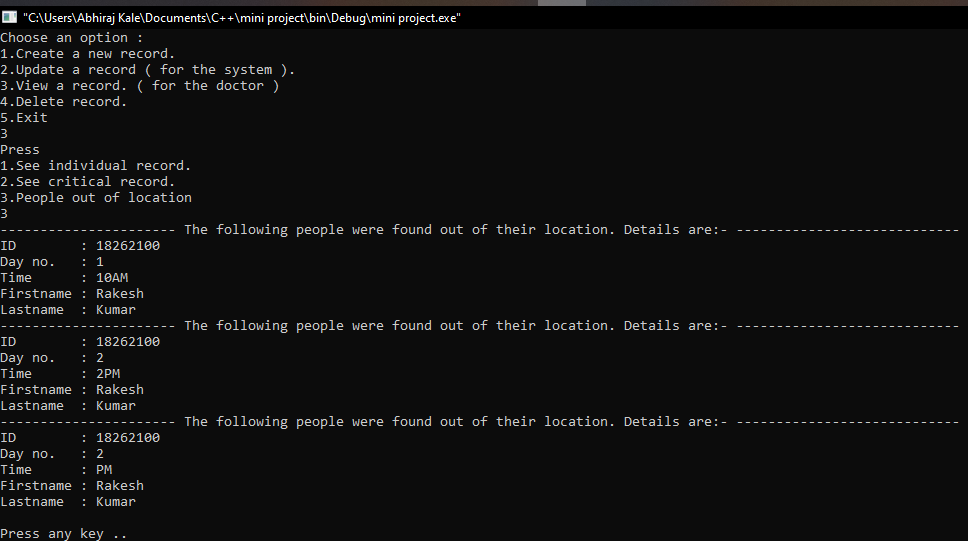 "C:\Users\Abhiraj Kale\Documents\C++\mini project\bin\Debug\mini project.exe"
Choose an option :
1.Create a new record.
2.Update a record ( for the system ).
3.View a record. ( for the doctor )
4.Delete record.
5.Exit
3
Press
1.See individual record.
2.See critical record.
3.People out of location
3
---------------------- The following people were found out of their location. Details are:- ----------------------------
ID        : 18262100
Day no.   : 1
Time      : 10AM
Firstname : Rakesh
Lastname  : Kumar
---------------------- The following people were found out of their location. Details are:- ----------------------------
ID        : 18262100
Day no.   : 2
Time      : 2PM
Firstname : Rakesh
Lastname  : Kumar
---------------------- The following people were found out of their location. Details are:- ----------------------------
ID        : 18262100
Day no.   : 2
Time      : PM
Firstname : Rakesh
Lastname  : Kumar
Press any key ..